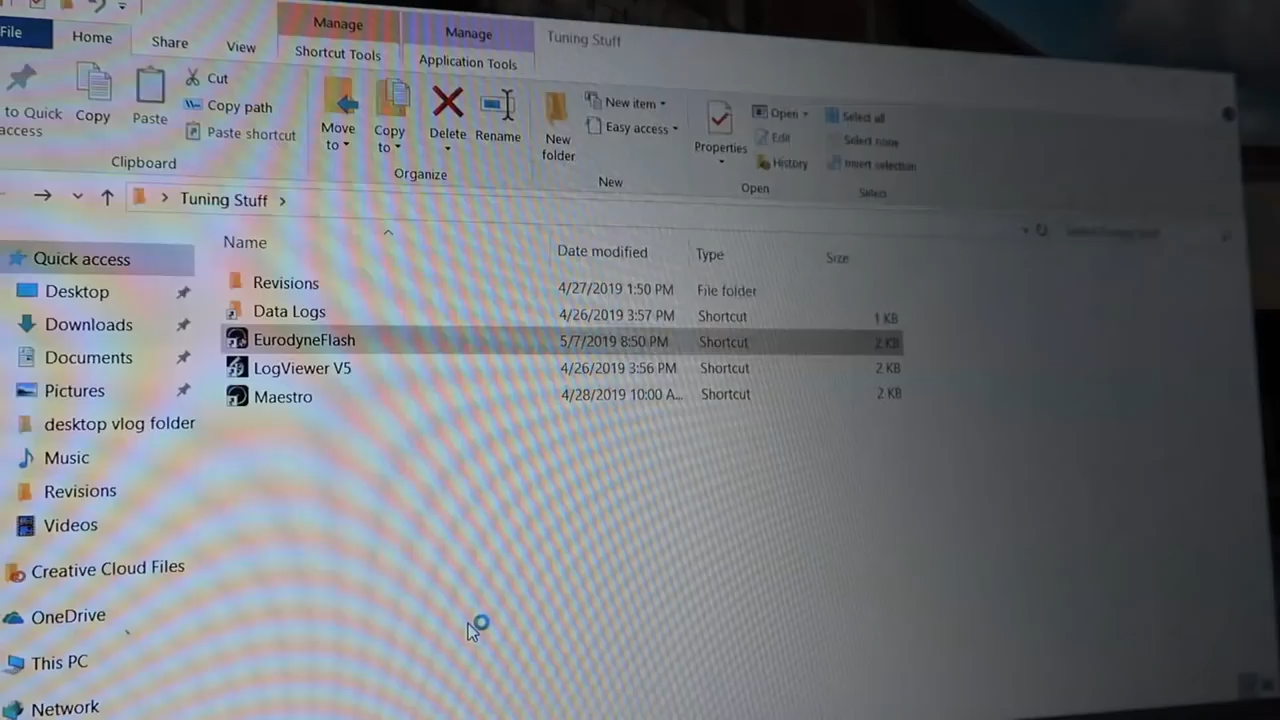 Manage
Manage
Tuning Stuff
File
Home
Share
View
Shortcut Tools
Application Tools
to Quick
access
Copy
Paste
Cut
Copy path
Paste shortcut
Clipboard
Move
to
Copy
to
Delete
Rename
Organize
New
folder
New item
Easy access
New
Properties
Open
Edit
History
Open
Select all
Select none
Invert selection
Select
Tuning Stuff
Name
Date modified
Type
Size
Revisions 4/27/2019 1:50 PM File folder
Data Logs 4/26/2019 3:57 PM Shortcut 1 KB
EurodyneFlash 5/7/2019 8:50 PM Shortcut 2 KB
LogViewer V5 4/26/2019 3:56 PM Shortcut 2 KB
Maestro 4/28/2019 10:00 A... Shortcut 2 KB
Quick access
Desktop
Downloads
Documents
Pictures
desktop vlog folder
Music
Revisions
Videos
Creative Cloud Files
OneDrive
This PC
Network